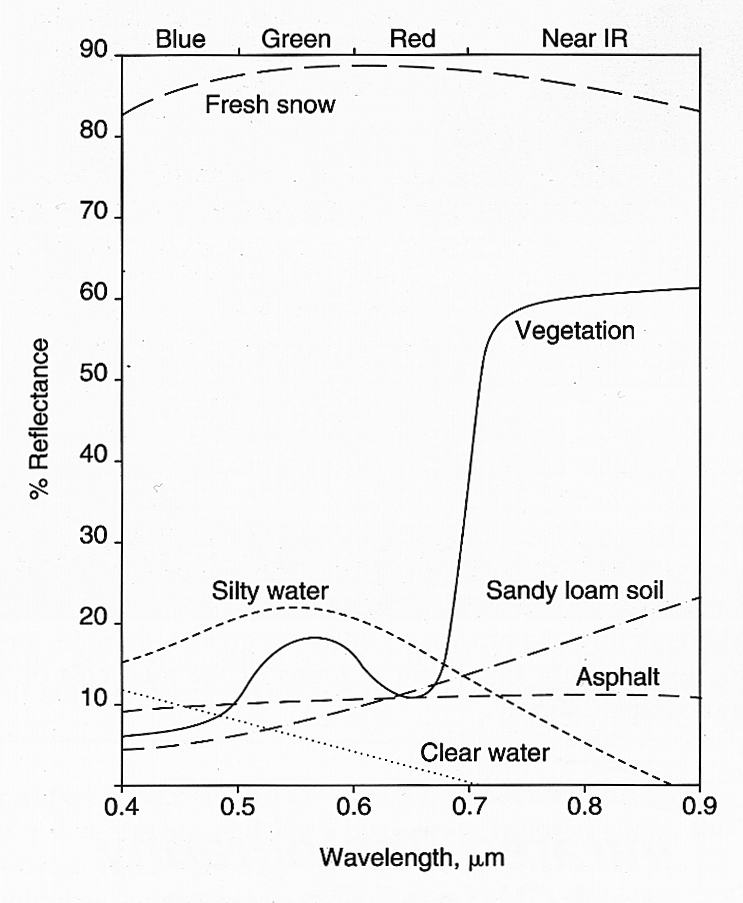 Blue Green Red Near IR
90
Fresh snow
80
70
60
Vegetation
50
% Reflectance
40
30
Silty water
Sandy loam soil
20
Asphalt
10
Clear water
0.4 0.5 0.6 0.7 0.8 0.9
Wavelength, μm